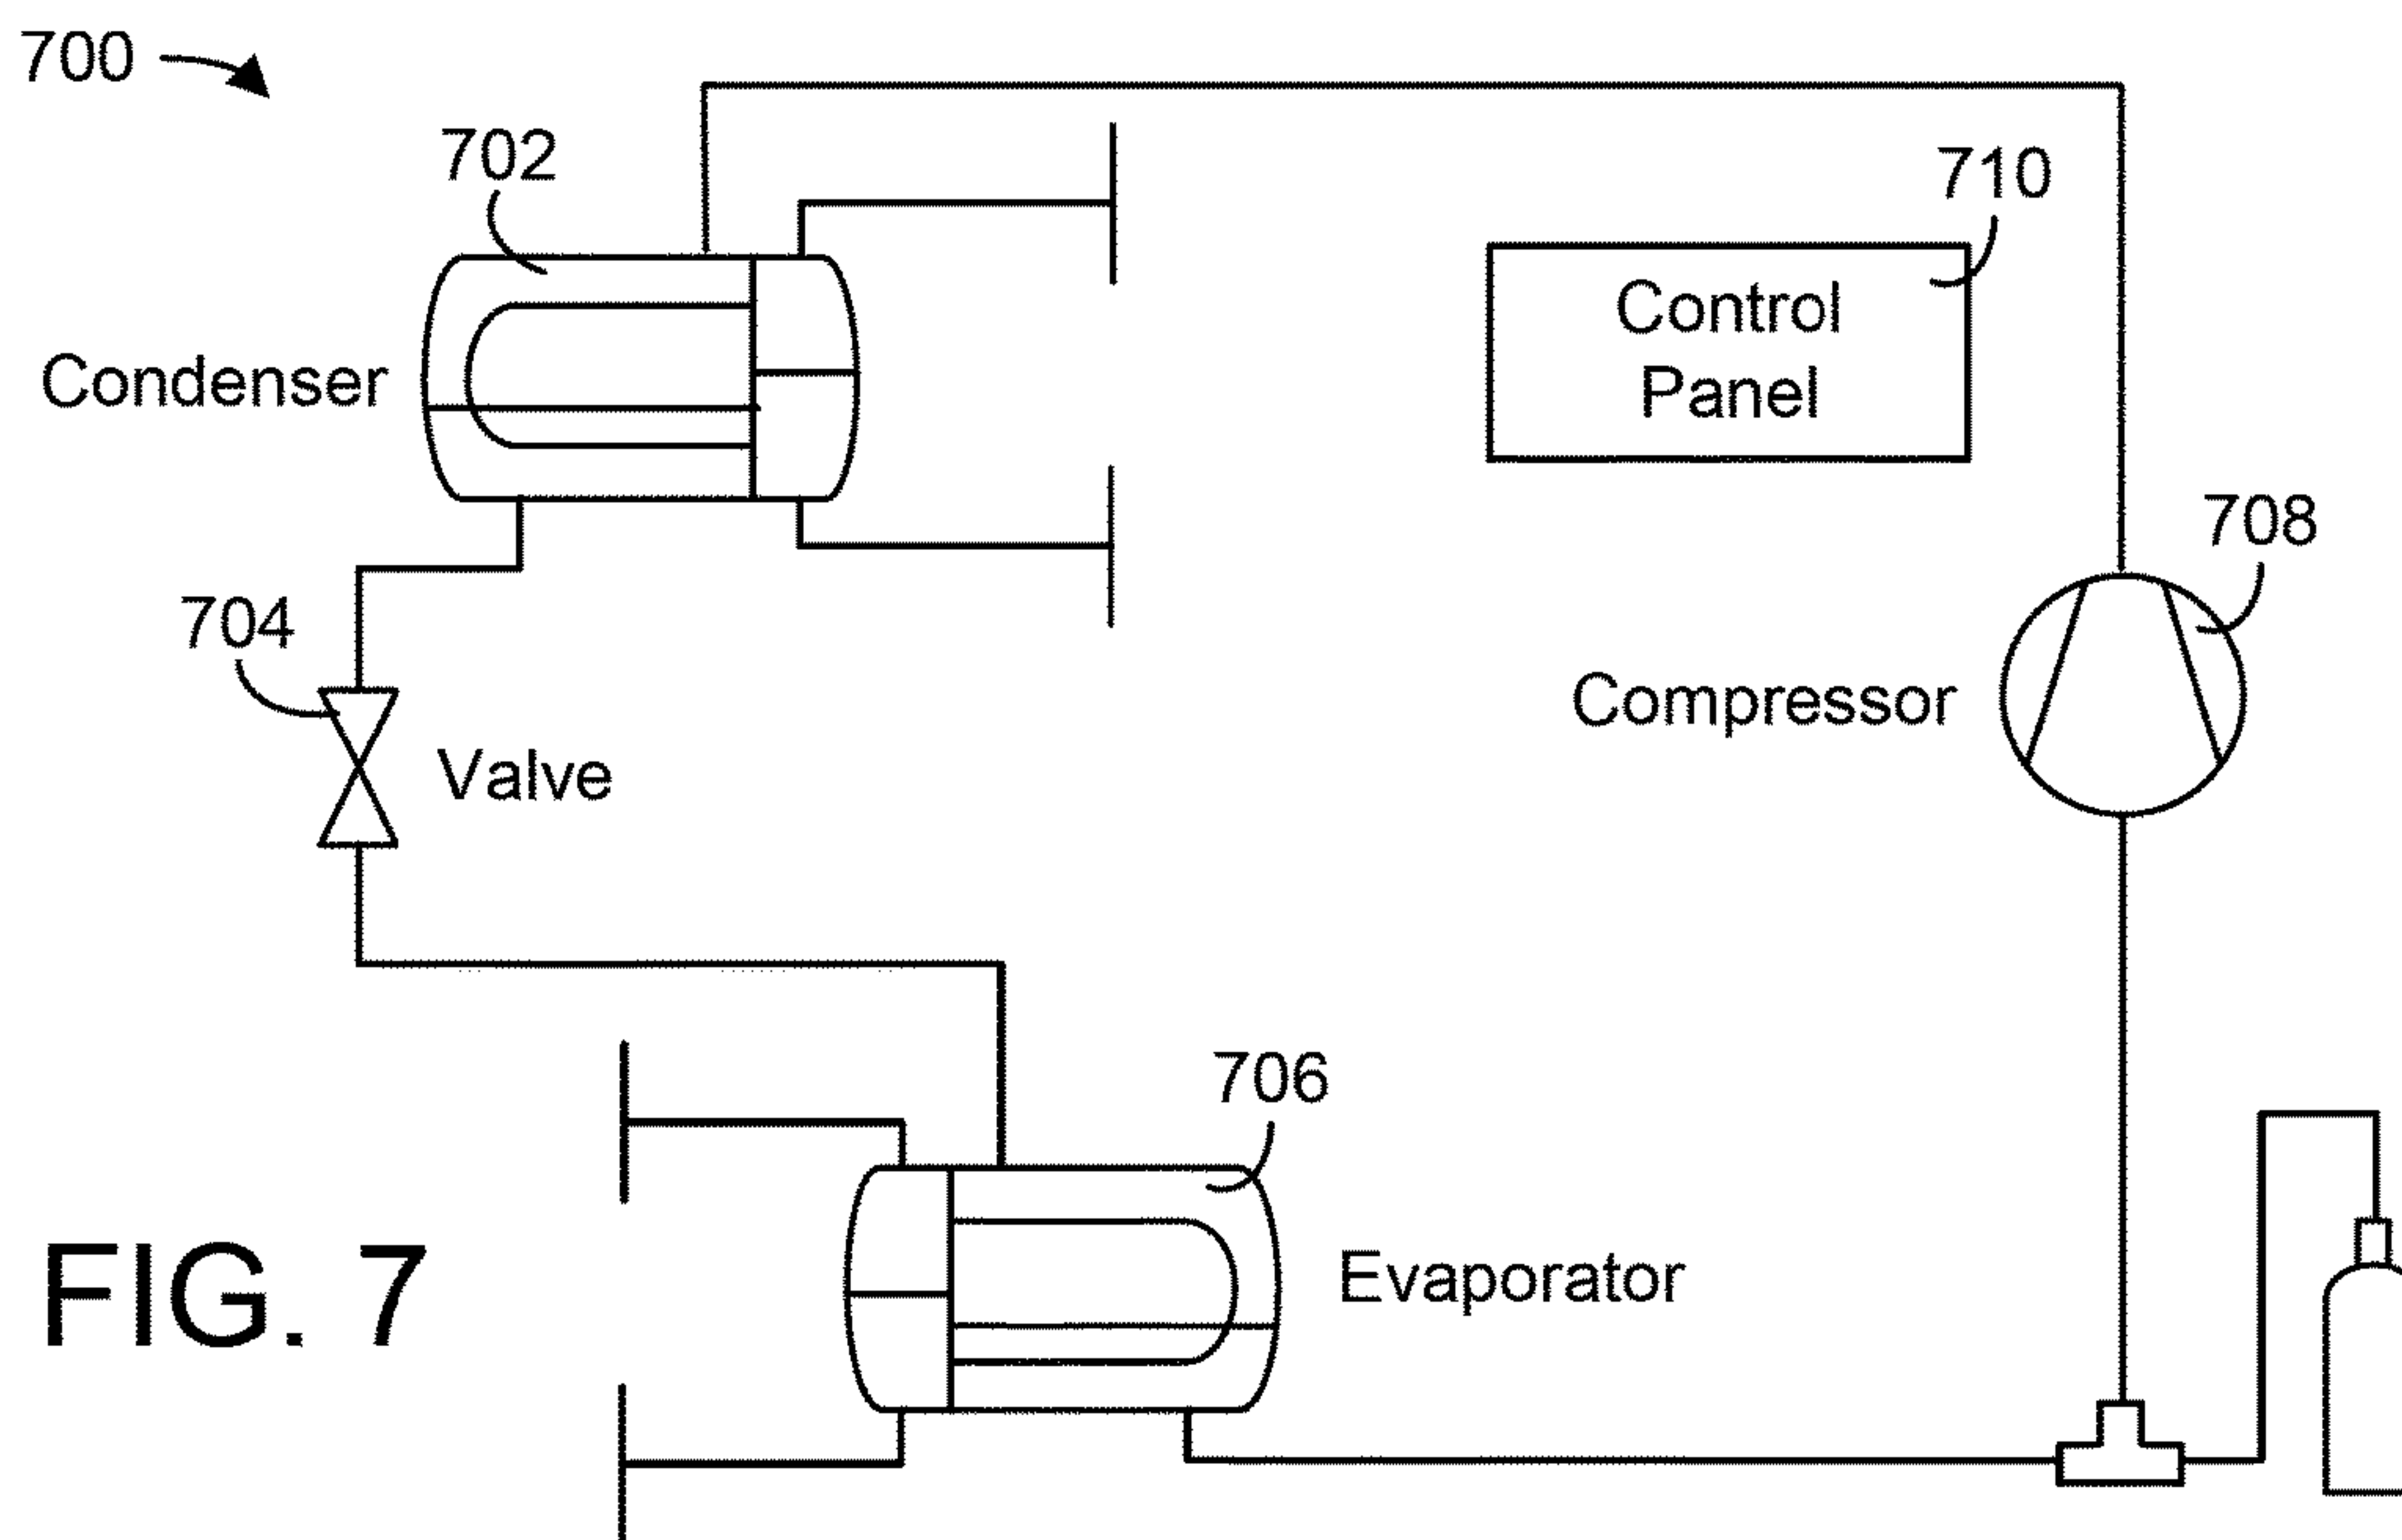 700
702
710
Control
Panel
Condenser
708
704
Compressor
Valve
706
Evaporator
FIG. 7